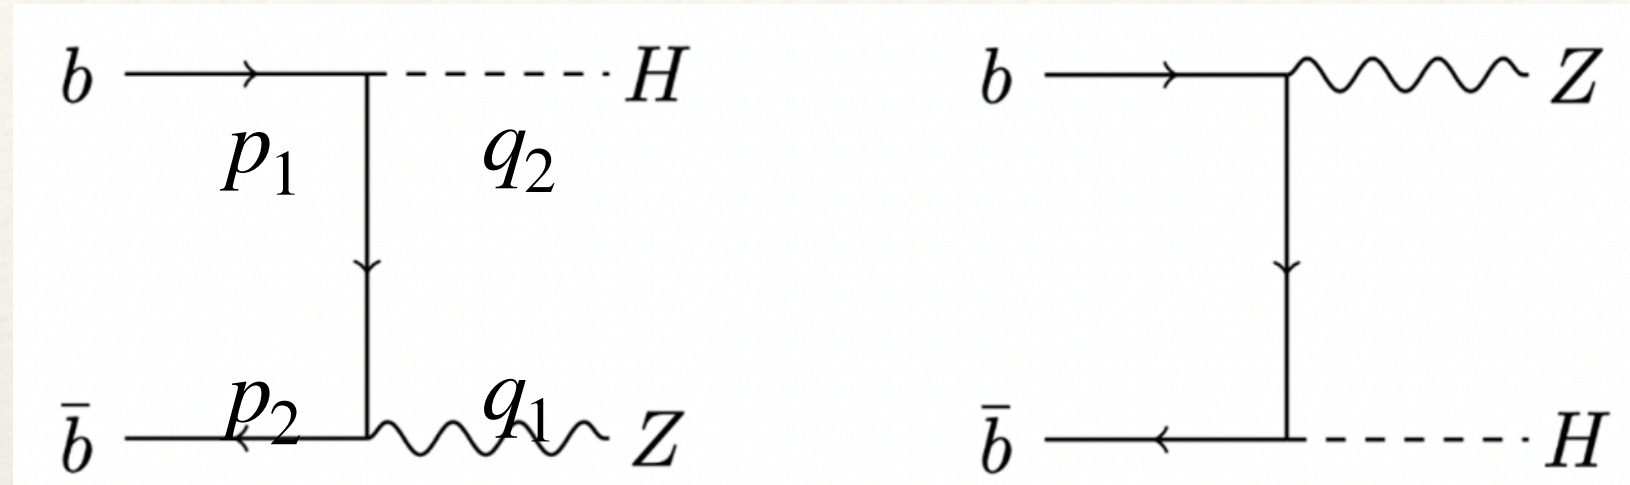 b H b Z
p₁ q₂
p₂ q₁
b̄ Z b̄ H